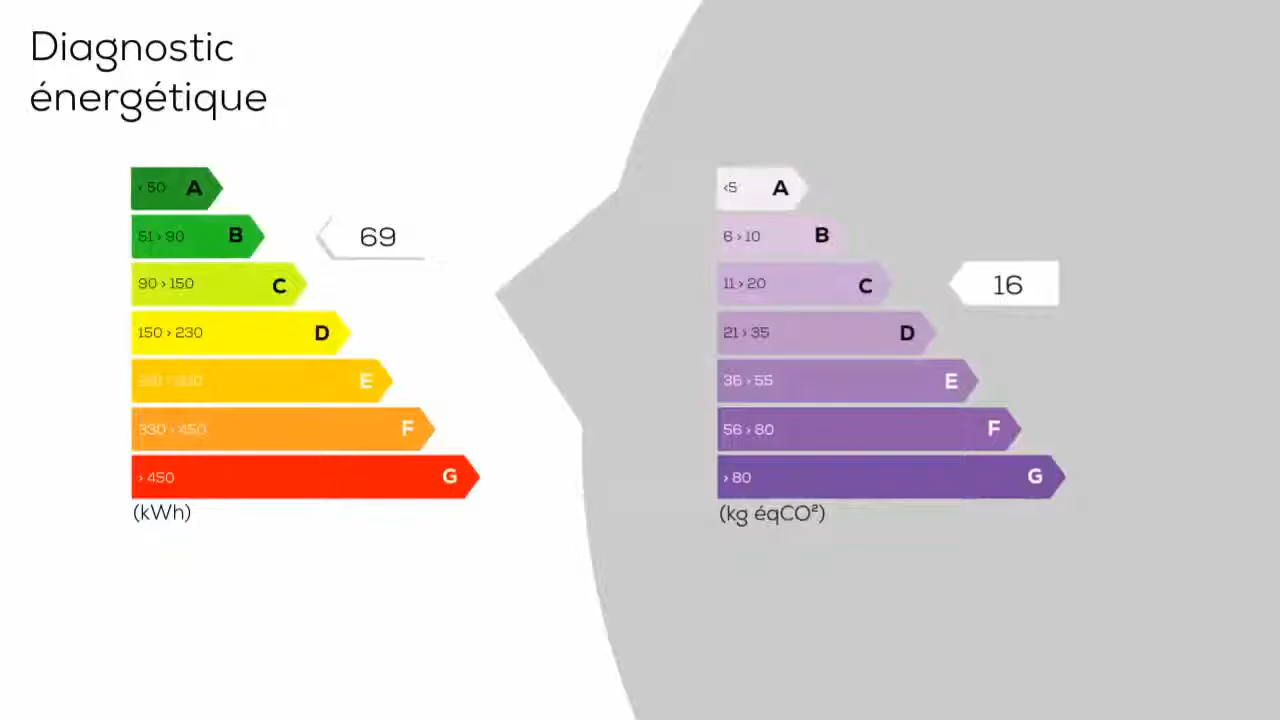 Diagnostic
énergétique
< 50 A
51 > 90 B
69
90 > 150 C
150 > 230 D
E
330 > 450 F
> 450 G
(kWh)
<5 A
6 > 10 B
11 > 20 C
16
21 > 35 D
36 > 55 E
56 > 80 F
> 80 G
(kg éqCO²)